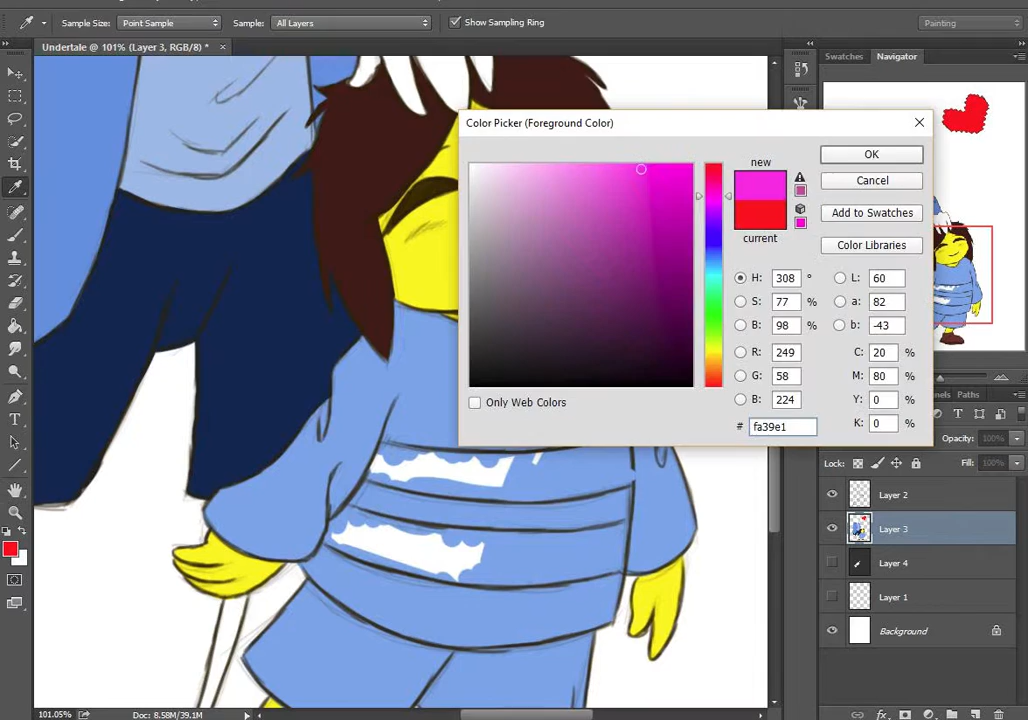 Sample Size: Point Sample Sample: All Layers Show Sampling Ring Painting
Undertale @ 101% (Layer 3, RGB/8) * ×
Swatches Navigator
Color Picker (Foreground Color)
new
current
OK
Cancel
Add to Swatches
Color Libraries
H: 308 °
S: 77 %
B: 98 %
R: 249
G: 58
B: 224
# fa39e1
L: 60
a: 82
b: -43
C: 20 %
M: 80 %
Y: 0 %
K: 0 %
Only Web Colors
nels Paths
Opacity: 100%
Lock: Fill: 100%
Layer 2
Layer 3
Layer 4
Layer 1
Background
101.05% Doc: 8.58M/39.1M